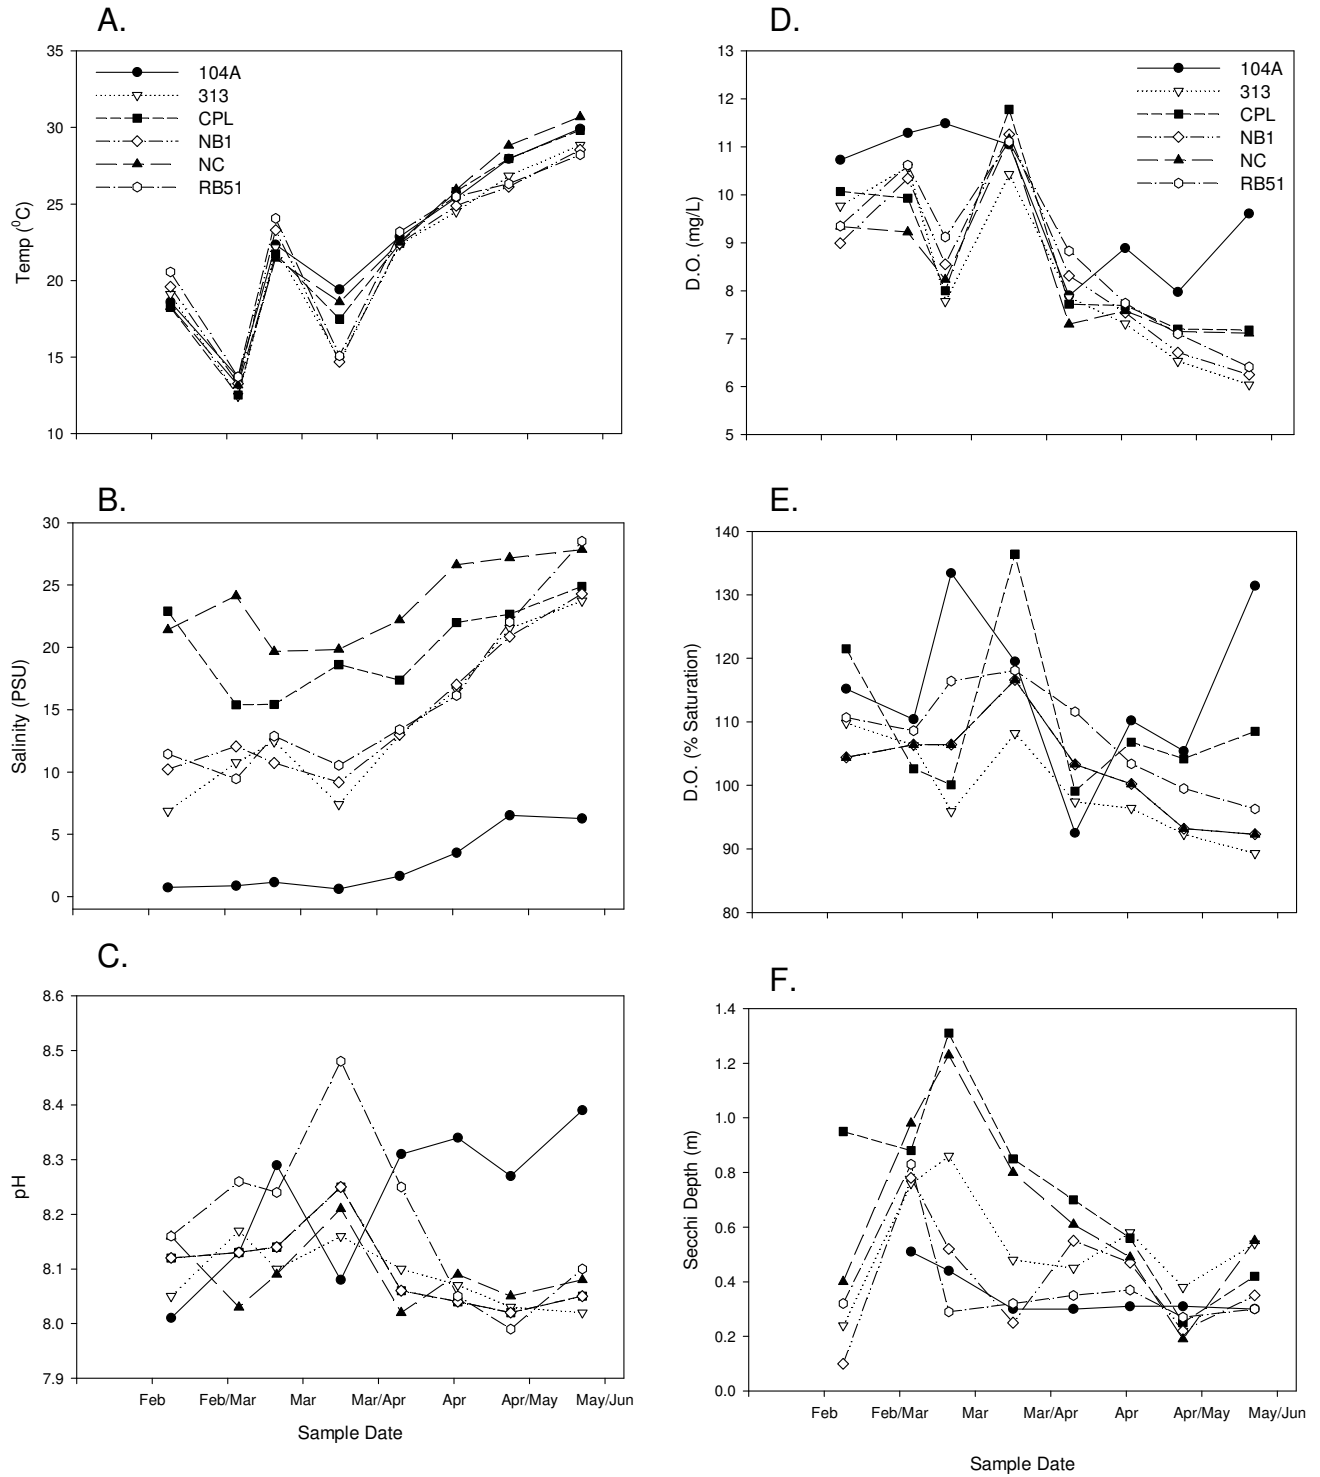 A.
35
30
25
20
15
10
Temp (⁰C)
104A
313
CPL
NB1
NC
RB51
D.
13
12
11
10
9
8
7
6
5
D.O. (mg/L)
104A
313
CPL
NB1
NC
RB51
B.
30
25
20
15
10
5
0
Salinity (PSU)
E.
140
130
120
110
100
90
80
D.O. (% Saturation)
C.
8.6
8.5
8.4
8.3
8.2
8.1
8.0
7.9
pH
Feb Feb/Mar Mar Mar/Apr Apr Apr/May May/Jun
Sample Date
F.
1.4
1.2
1.0
0.8
0.6
0.4
0.2
0.0
Secchi Depth (m)
Feb Feb/Mar Mar Mar/Apr Apr Apr/May May/Jun
Sample Date